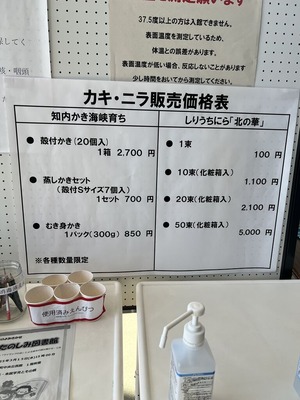 37.5度以上の方は入館できません。
表面温度を測定しているため、
体温との誤差があります。
表面温度が低い場合、反応しないことがあります
少し時間をおいてから測定してください。
カキ・ニラ販売価格表
知内かき海峡育ち
● 殻付かき(20個入)
1箱 2,700 円
● 蒸しかきセット
(殻付Sサイズ7個入)
1セット 700 円
● むき身かき
1パック(300g) 850 円
※各種数量限定
しりうちにら「北の華」
● 1束
100 円
● 10束(化粧箱入)
1,100 円
● 20束(化粧箱入)
2,100 円
● 50束(化粧箱入)
5,000 円
使用済みえんぴつ
たのしみ図書館